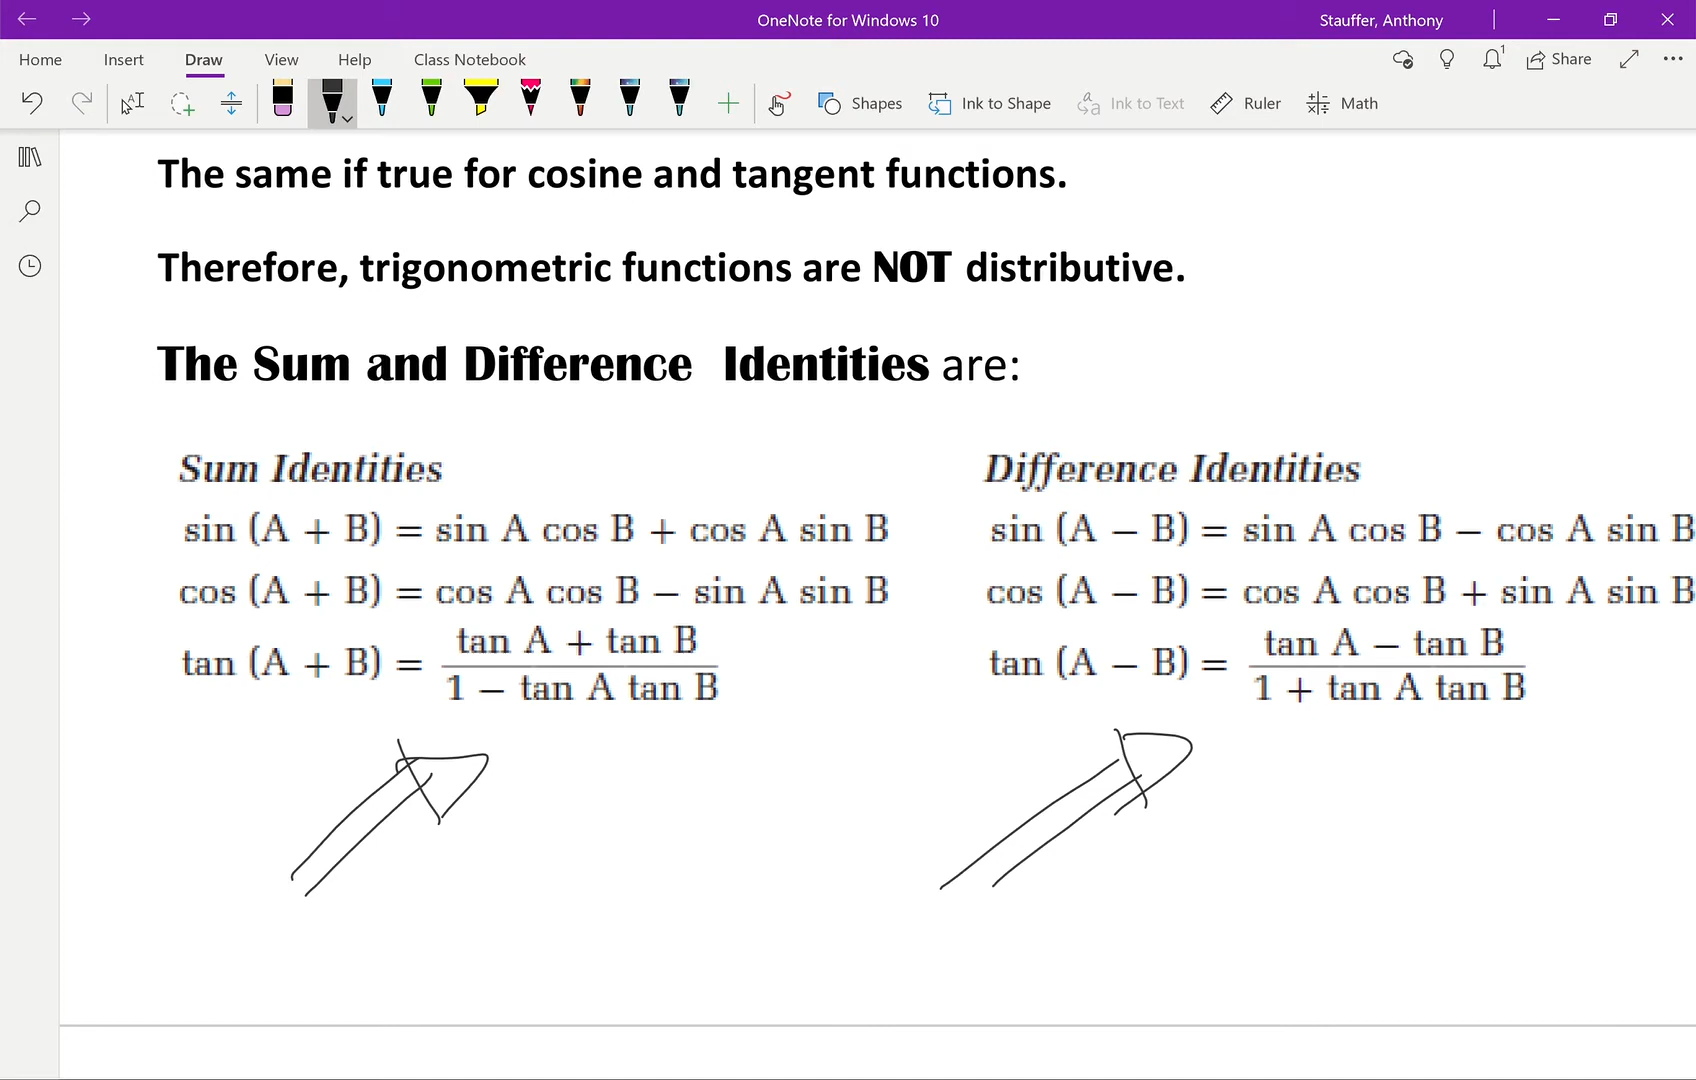 OneNote for Windows 10
Stauffer, Anthony
Home Insert Draw View Help Class Notebook
1
Share
Shapes Ink to Shape Ink to Text Ruler Math
The same if true for cosine and tangent functions.
Therefore, trigonometric functions are NOT distributive.
The Sum and Difference Identities are:
Sum Identities
sin (A + B) = sin A cos B + cos A sin B
cos (A + B) = cos A cos B − sin A sin B
tan (A + B) = tan A + tan B
1 − tan A tan B
Difference Identities
sin (A − B) = sin A cos B − cos A sin B
cos (A − B) = cos A cos B + sin A sin B
tan (A − B) = tan A − tan B
1 + tan A tan B